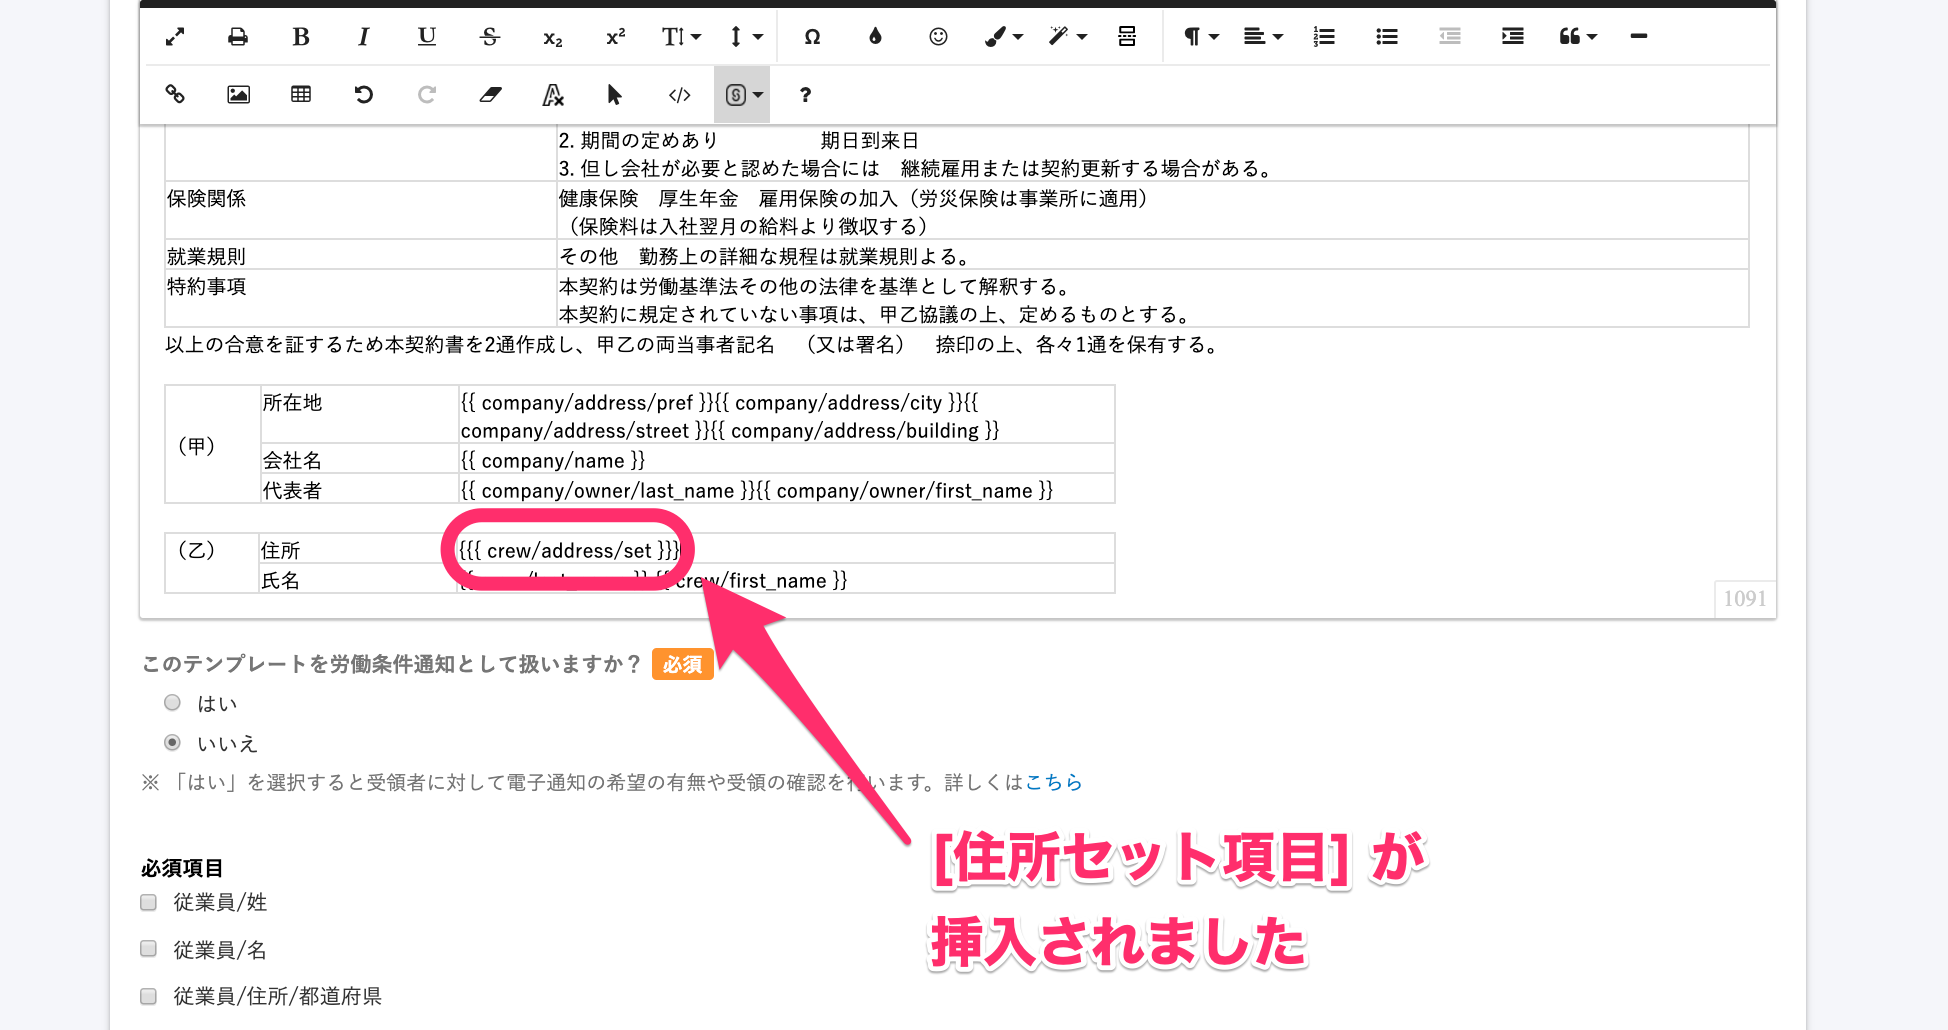 B I U S x₂ x² T Ω ¶
</> ?
2. 期間の定めあり　　　　　期日到来日
3. 但し会社が必要と認めた場合には　継続雇用または契約更新する場合がある。
保険関係　健康保険　厚生年金　雇用保険の加入（労災保険は事業所に適用）
（保険料は入社翌月の給料より徴収する）
就業規則　その他　勤務上の詳細な規程は就業規則よる。
特約事項　本契約は労働基準法その他の法律を基準として解釈する。
本契約に規定されていない事項は、甲乙協議の上、定めるものとする。
以上の合意を証するため本契約書を2通作成し、甲乙の両当事者記名　（又は署名）　捺印の上、各々1通を保有する。
（甲）
所在地　{{ company/address/pref }}{{ company/address/city }}{{
company/address/street }}{{ company/address/building }}
会社名　{{ company/name }}
代表者　{{ company/owner/last_name }}{{ company/owner/first_name }}
（乙）　住所　{{{ crew/address/set }}}
氏名　{{ }} {{ crew/first_name }}
1091
このテンプレートを労働条件通知として扱いますか？ 必須
はい
いいえ
※ 「はい」を選択すると受領者に対して電子通知の希望の有無や受領の確認を行います。詳しくはこちら
[住所セット項目] が
挿入されました
必須項目
従業員/姓
従業員/名
従業員/住所/都道府県